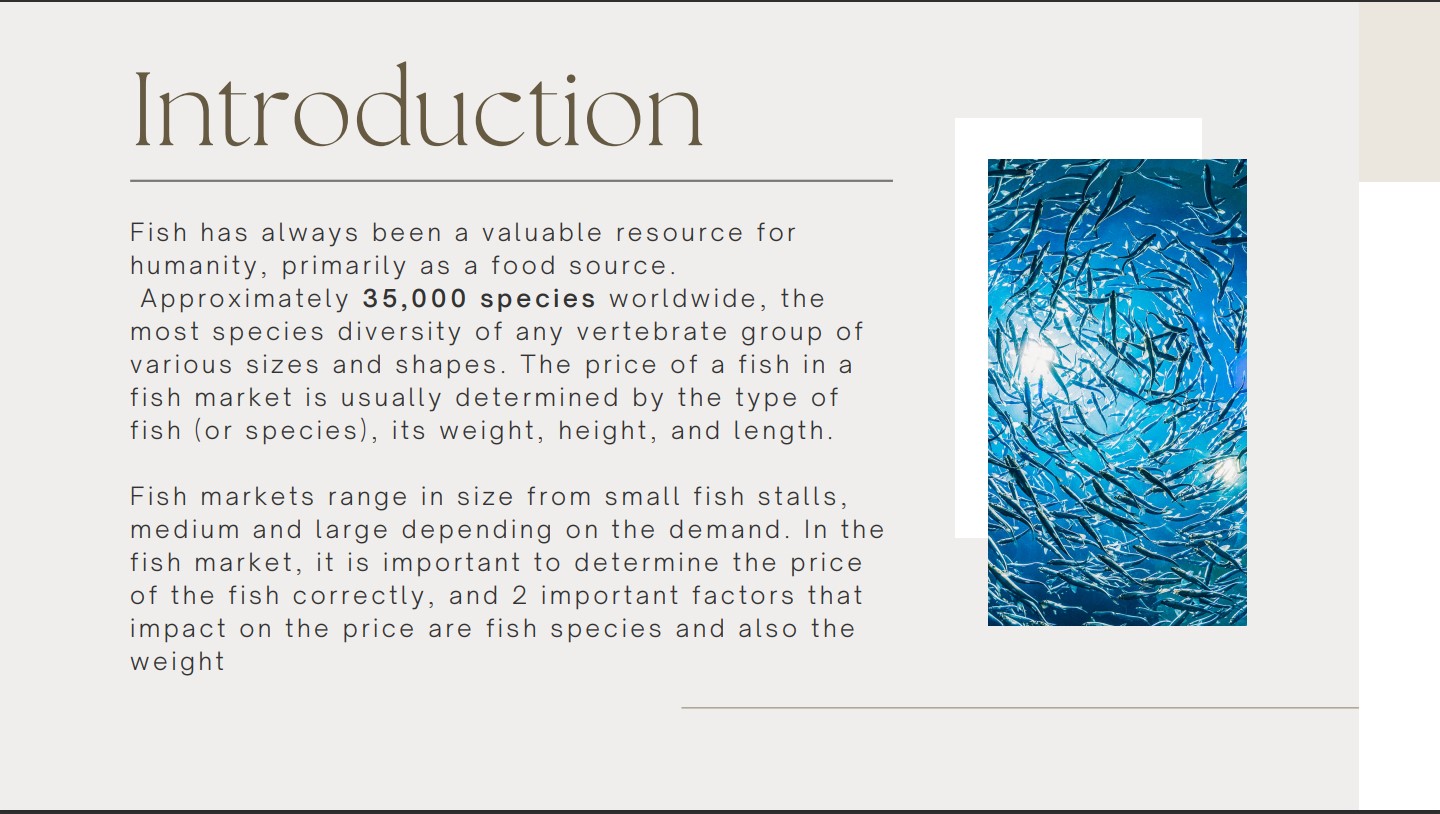 Introduction
Fish has always been a valuable resource for
humanity, primarily as a food source.
Approximately 35,000 species worldwide, the
most species diversity of any vertebrate group of
various sizes and shapes. The price of a fish in a
fish market is usually determined by the type of
fish (or species), its weight, height, and length.
Fish markets range in size from small fish stalls,
medium and large depending on the demand. In the
fish market, it is important to determine the price
of the fish correctly, and 2 important factors that
impact on the price are fish species and also the
weight